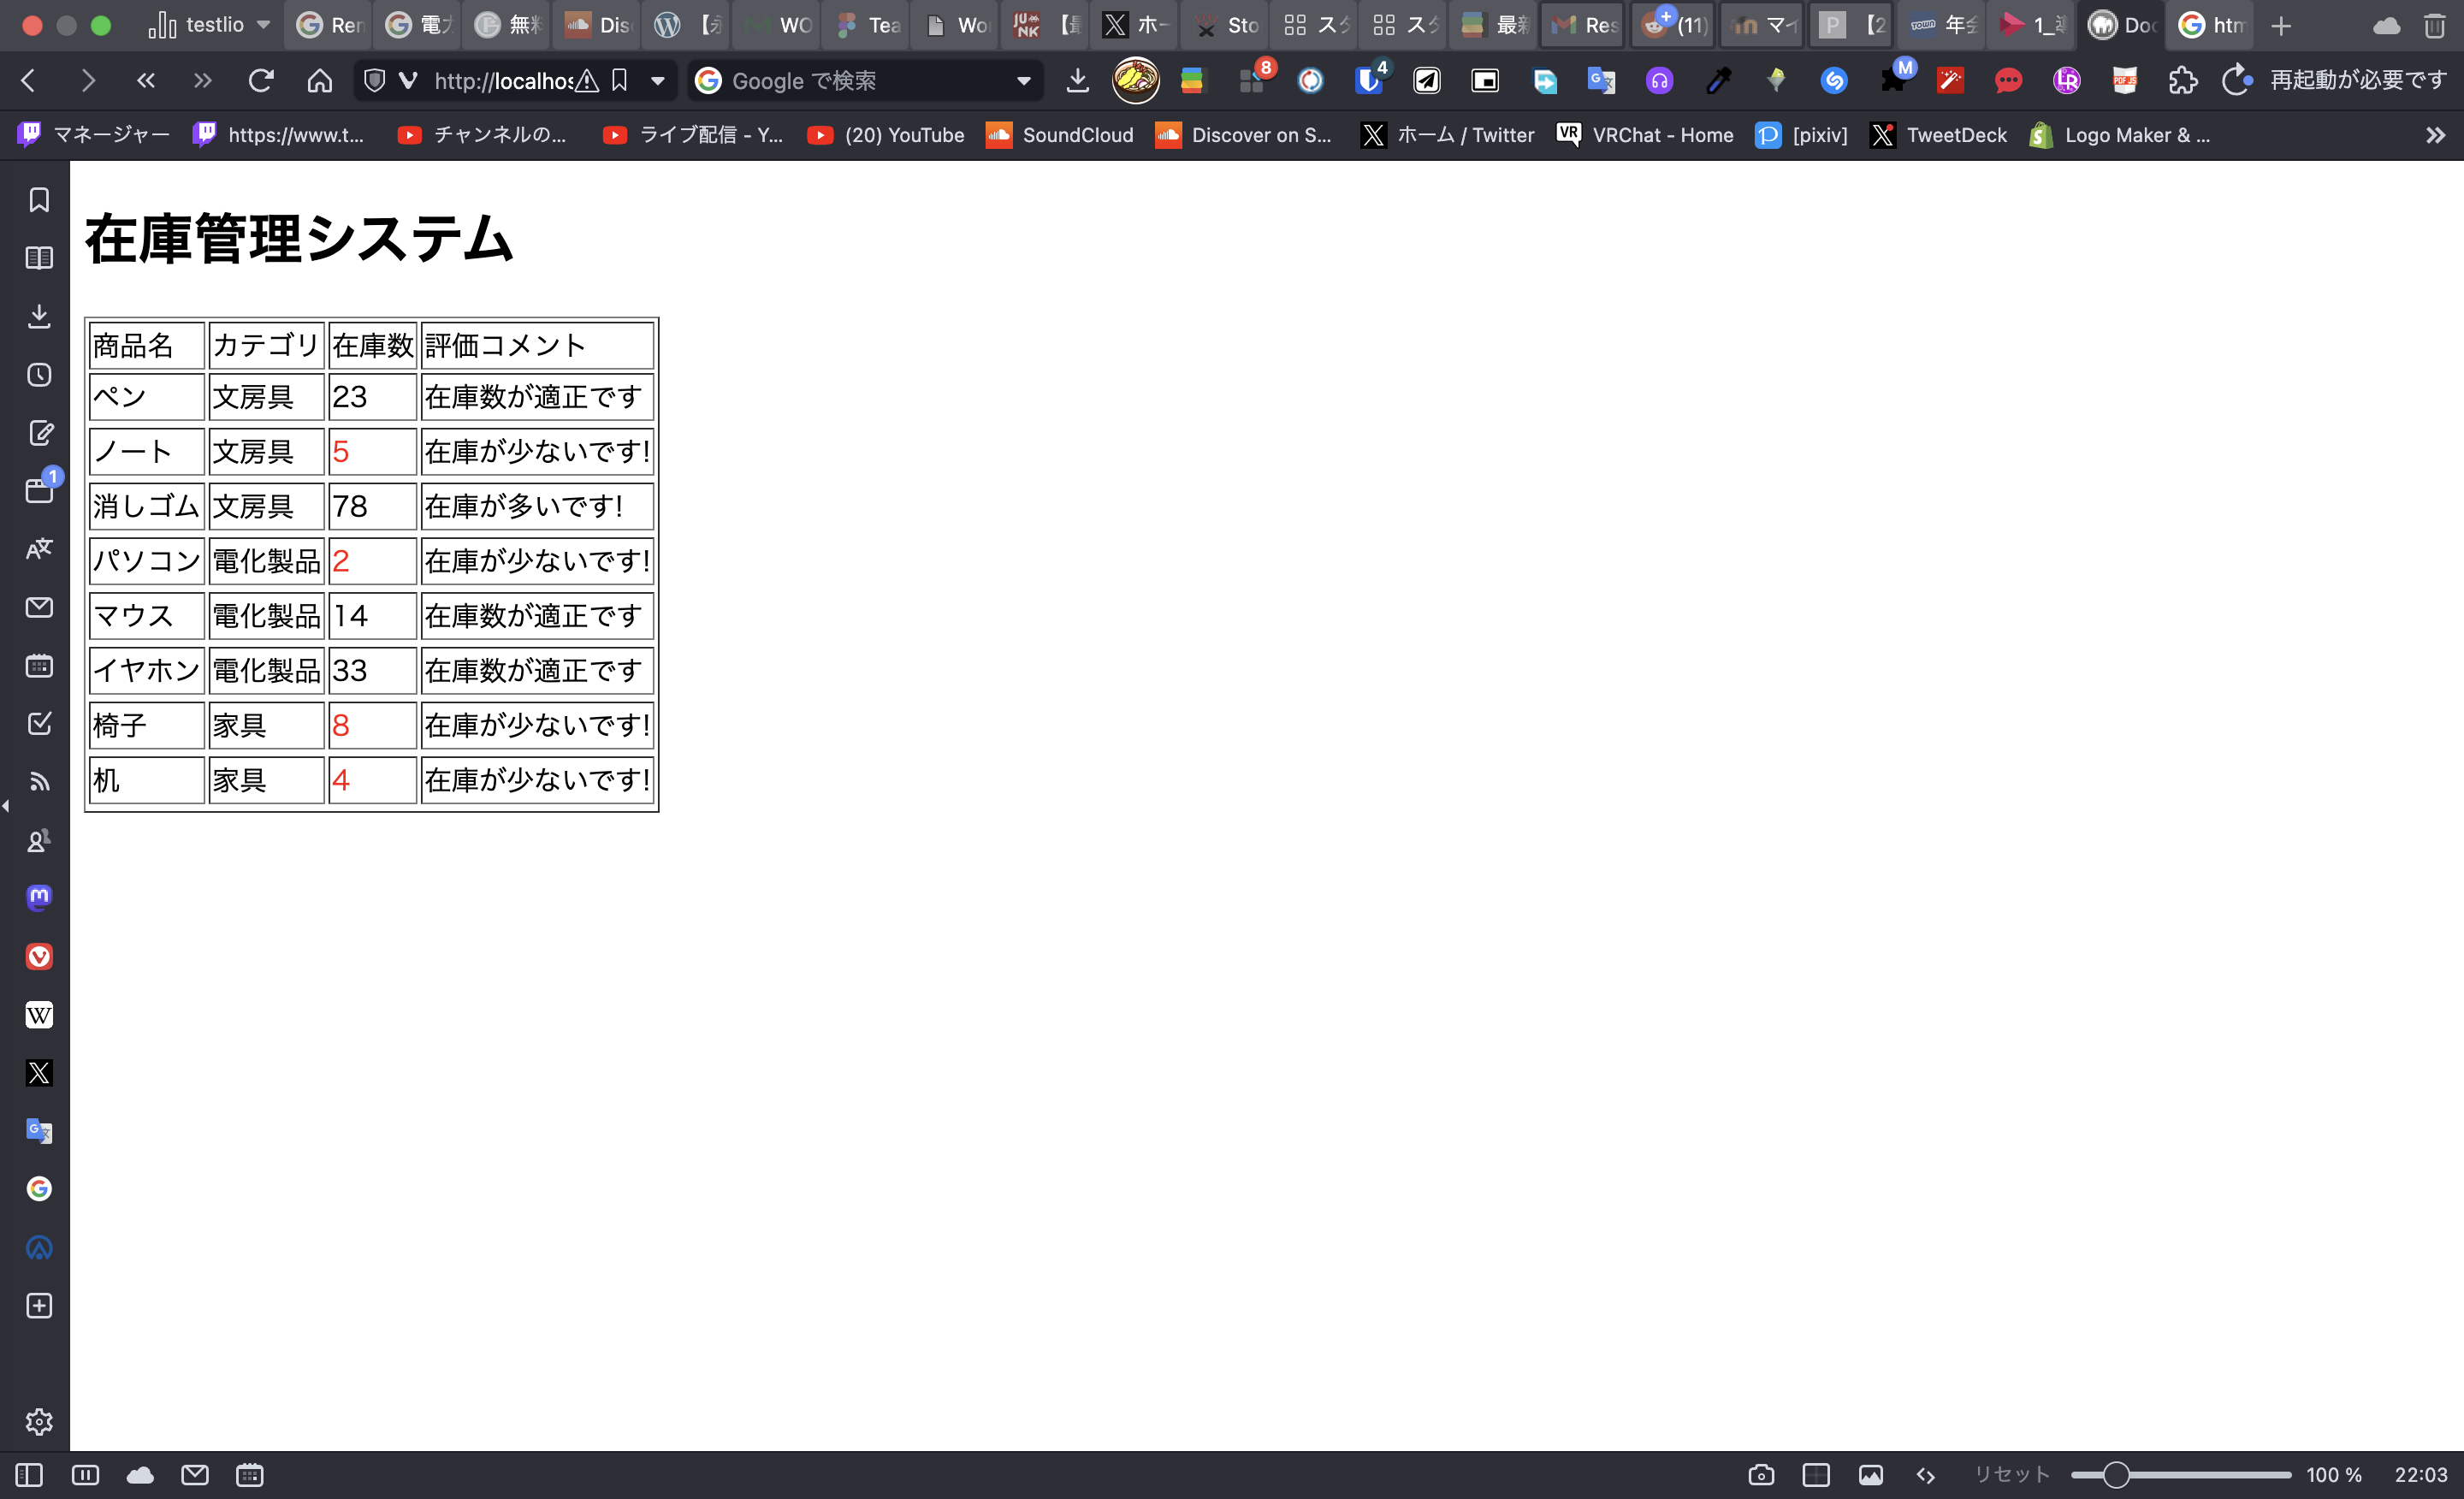 testlio
Ren
電
無料
Dis
WO
Tea
Wo
JUNK
ホー
Sto
ス
ス
最新
Res
(11)
マイ
P
【2
TOWN
年会
1_
Doc
htm
http://localhos
Google で検索
8
4
M
再起動が必要です
マネージャー
https://www.t...
チャンネルの...
ライブ配信 - Y...
(20) YouTube
SoundCloud
Discover on S...
ホーム / Twitter
VR
VRChat - Home
[pixiv]
TweetDeck
Logo Maker & ...
1
在庫管理システム
商品名 カテゴリ 在庫数 評価コメント
ペン 文房具 23 在庫数が適正です
ノート 文房具 5 在庫が少ないです!
消しゴム 文房具 78 在庫が多いです!
パソコン 電化製品 2 在庫が少ないです!
マウス 電化製品 14 在庫数が適正です
イヤホン 電化製品 33 在庫数が適正です
椅子 家具 8 在庫が少ないです!
机 家具 4 在庫が少ないです!
リセット
100 %
22:03